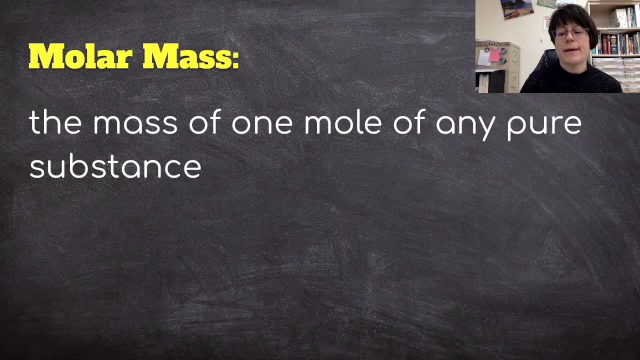 Molar Mass:
the mass of one mole of any pure
substance